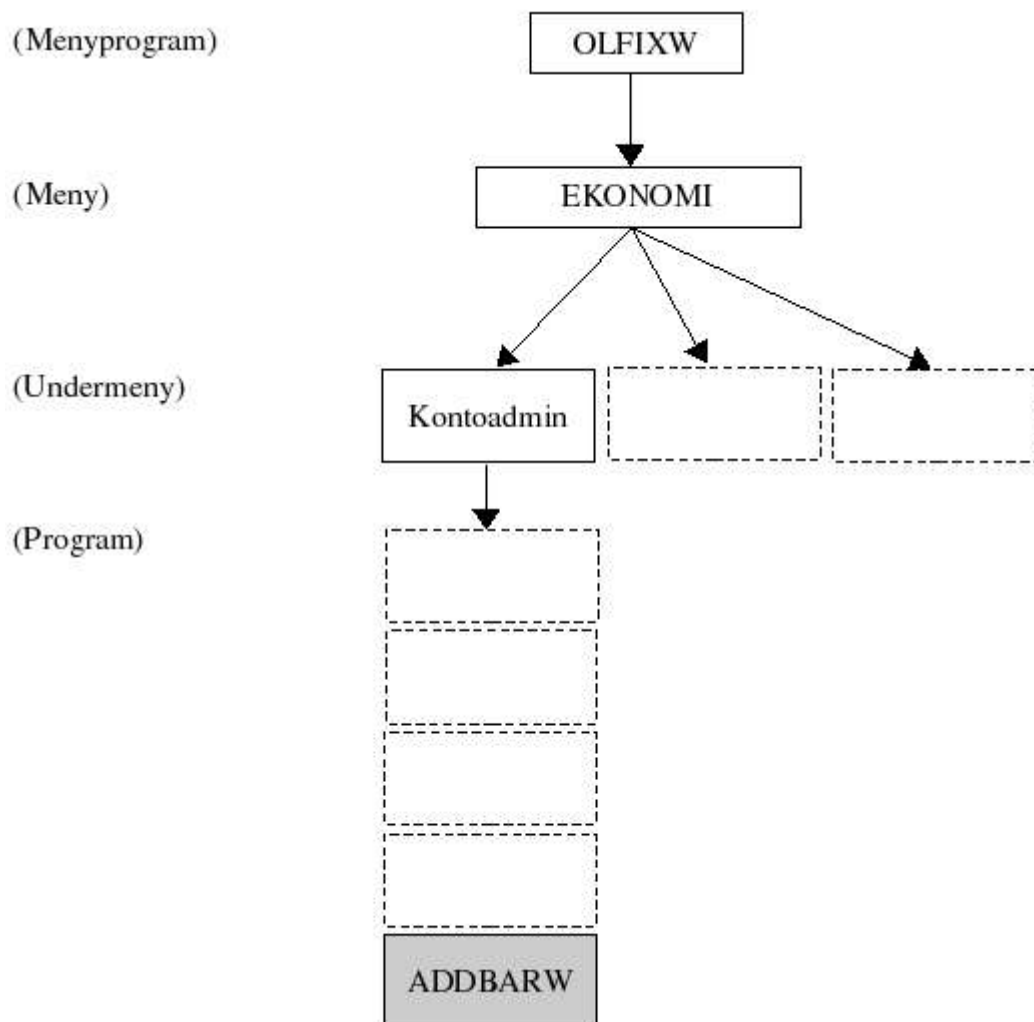 (Menyprogram)
OLFIXW
(Meny)
EKONOMI
(Undermeny)
Kontoadmin
(Program)
ADDBARW